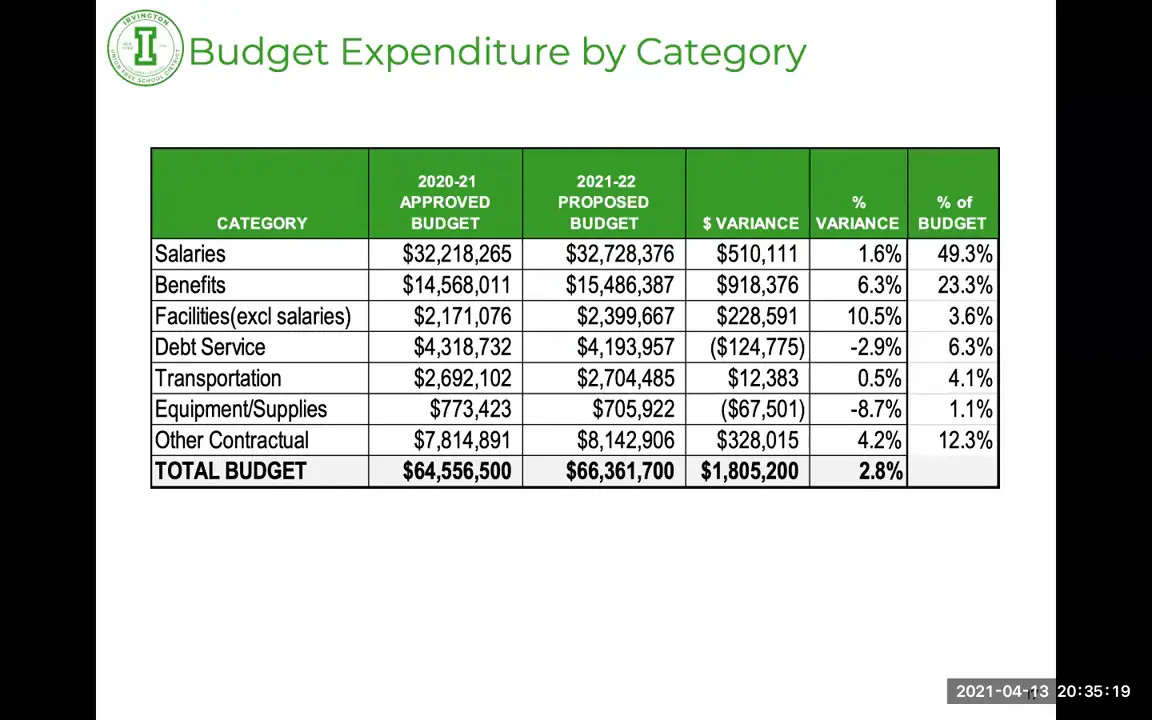 IRVINGTON
UNION FREE SCHOOL DISTRICT
Budget Expenditure by Category
CATEGORY 2020-21 APPROVED BUDGET 2021-22 PROPOSED BUDGET $ VARIANCE % VARIANCE % of BUDGET
Salaries $32,218,265 $32,728,376 $510,111 1.6% 49.3%
Benefits $14,568,011 $15,486,387 $918,376 6.3% 23.3%
Facilities(excl salaries) $2,171,076 $2,399,667 $228,591 10.5% 3.6%
Debt Service $4,318,732 $4,193,957 ($124,775) -2.9% 6.3%
Transportation $2,692,102 $2,704,485 $12,383 0.5% 4.1%
Equipment/Supplies $773,423 $705,922 ($67,501) -8.7% 1.1%
Other Contractual $7,814,891 $8,142,906 $328,015 4.2% 12.3%
TOTAL BUDGET $64,556,500 $66,361,700 $1,805,200 2.8%
2021-04-13 20:35:19